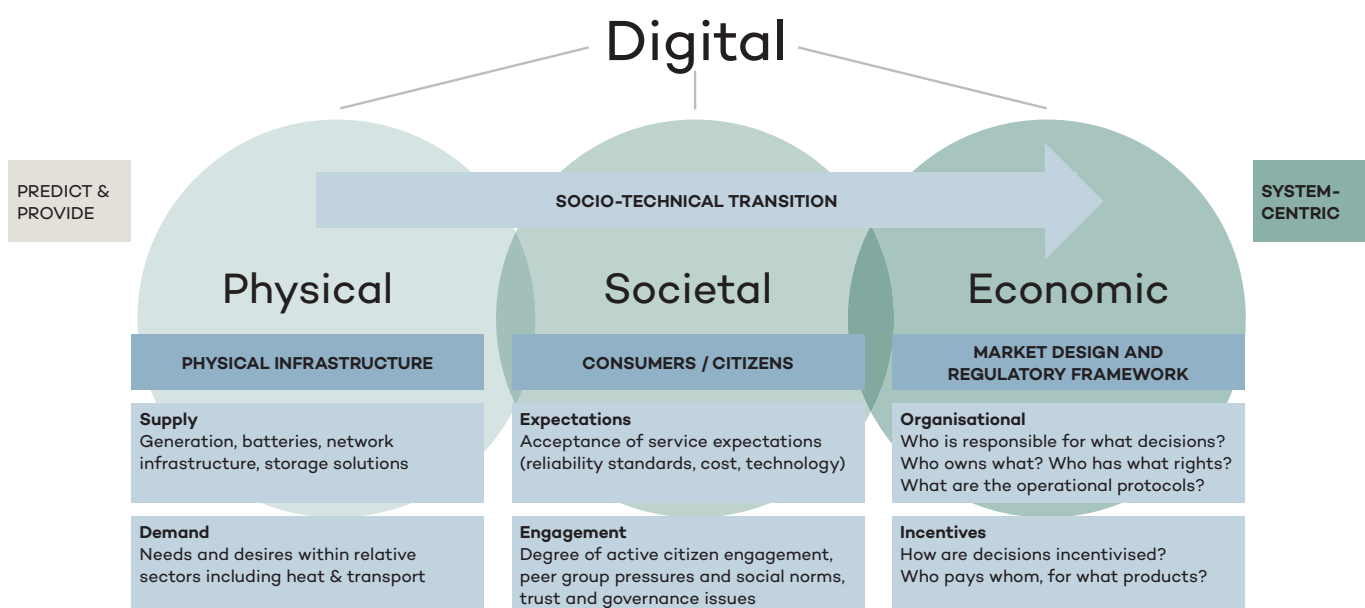 Digital
PREDICT &
PROVIDE
SOCIO-TECHNICAL TRANSITION
SYSTEM-
CENTRIC
Physical
Societal
Economic
PHYSICAL INFRASTRUCTURE
CONSUMERS / CITIZENS
MARKET DESIGN AND
REGULATORY FRAMEWORK
Supply
Generation, batteries, network
infrastructure, storage solutions
Expectations
Acceptance of service expectations
(reliability standards, cost, technology)
Organisational
Who is responsible for what decisions?
Who owns what? Who has what rights?
What are the operational protocols?
Demand
Needs and desires within relative
sectors including heat & transport
Engagement
Degree of active citizen engagement,
peer group pressures and social norms,
trust and governance issues
Incentives
How are decisions incentivised?
Who pays whom, for what products?